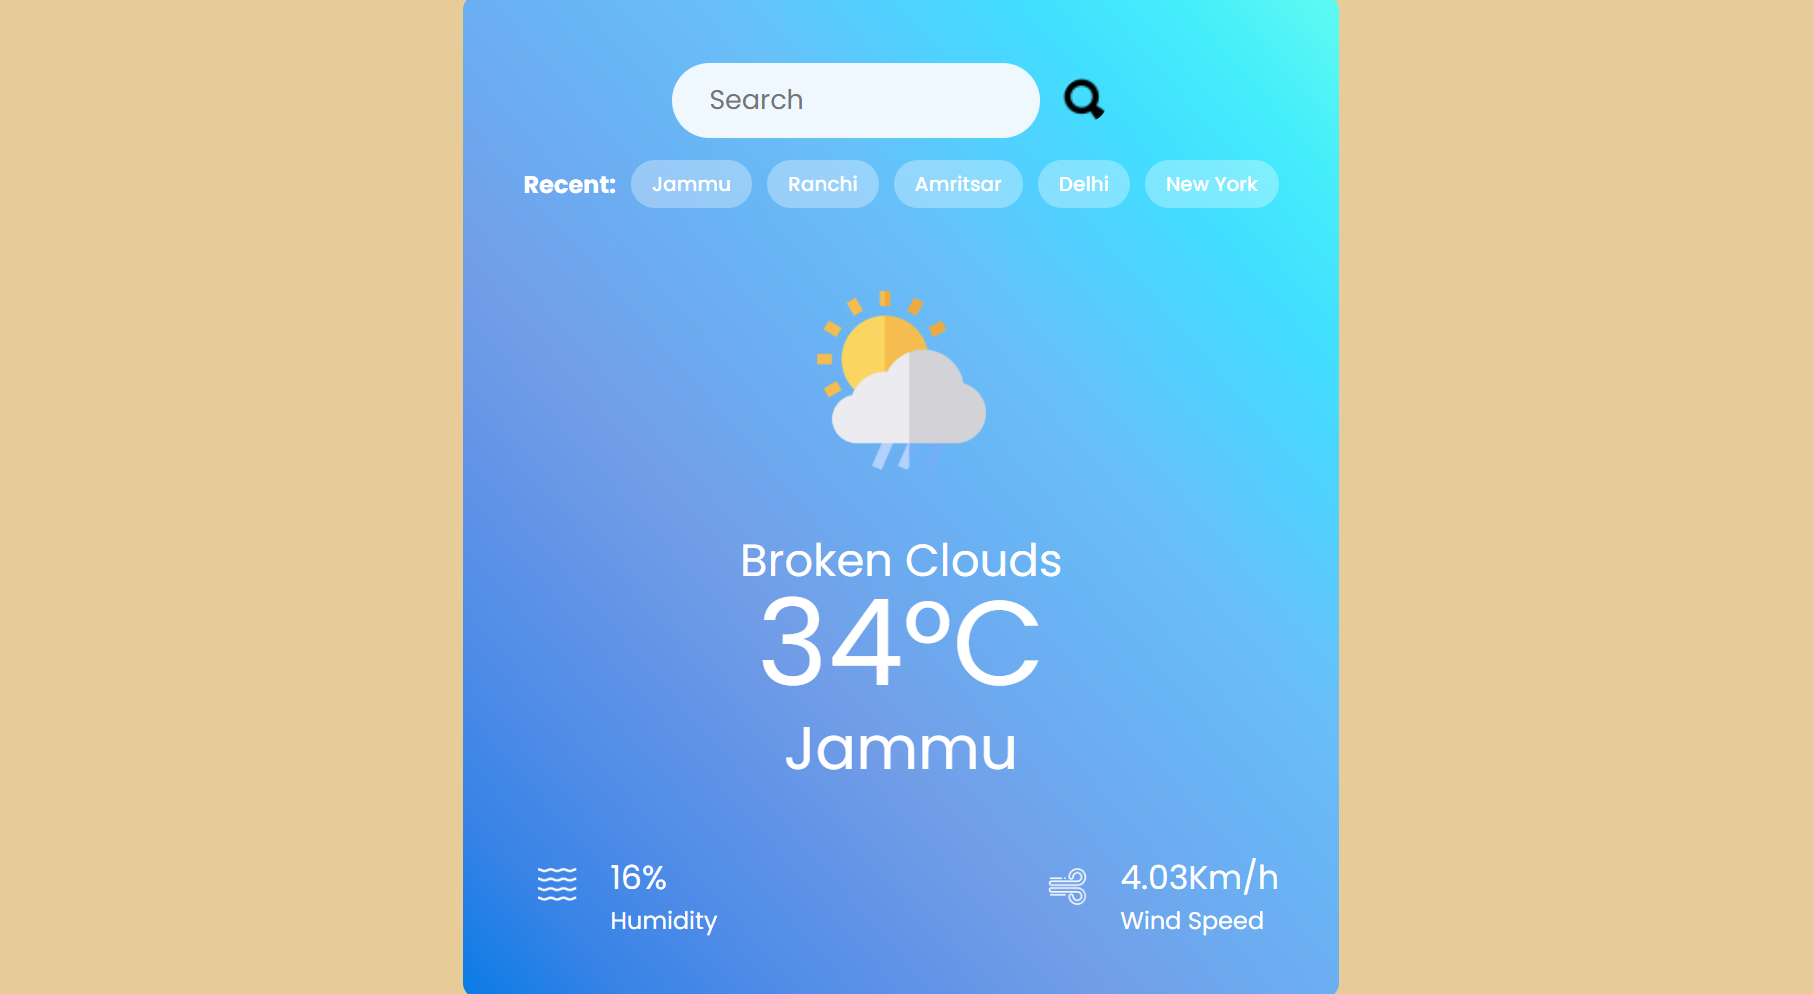 Search
Recent: Jammu Ranchi Amritsar Delhi New York
Broken Clouds
34°C
Jammu
16%
Humidity
4.03Km/h
Wind Speed